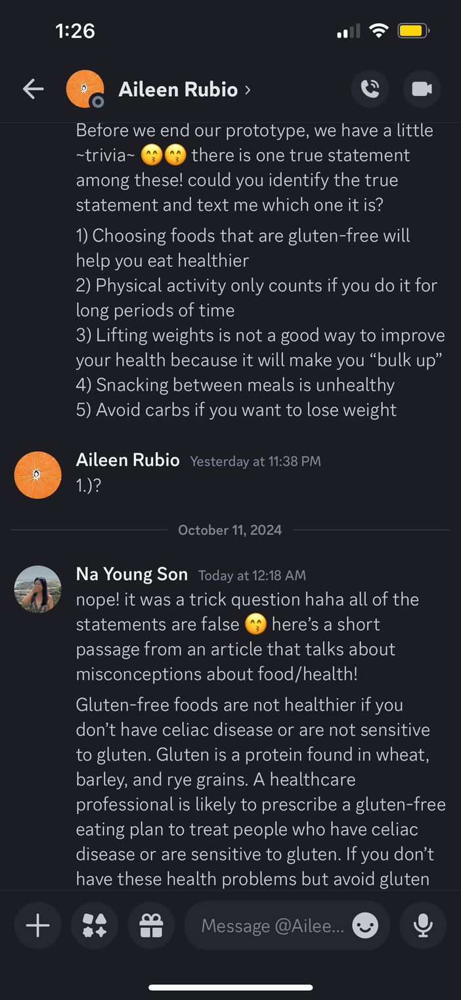 1:26
Aileen Rubio ›
Before we end our prototype, we have a little
~trivia~ 😙😙 there is one true statement
among these! could you identify the true
statement and text me which one it is?
1) Choosing foods that are gluten-free will
help you eat healthier
2) Physical activity only counts if you do it for
long periods of time
3) Lifting weights is not a good way to improve
your health because it will make you “bulk up”
4) Snacking between meals is unhealthy
5) Avoid carbs if you want to lose weight
Aileen Rubio Yesterday at 11:38 PM
1.)?
October 11, 2024
Na Young Son Today at 12:18 AM
nope! it was a trick question haha all of the
statements are false 😙 here’s a short
passage from an article that talks about
misconceptions about food/health!
Gluten-free foods are not healthier if you
don’t have celiac disease or are not sensitive
to gluten. Gluten is a protein found in wheat,
barley, and rye grains. A healthcare
professional is likely to prescribe a gluten-free
eating plan to treat people who have celiac
disease or are sensitive to gluten. If you don’t
have these health problems but avoid gluten
Message @Ailee...